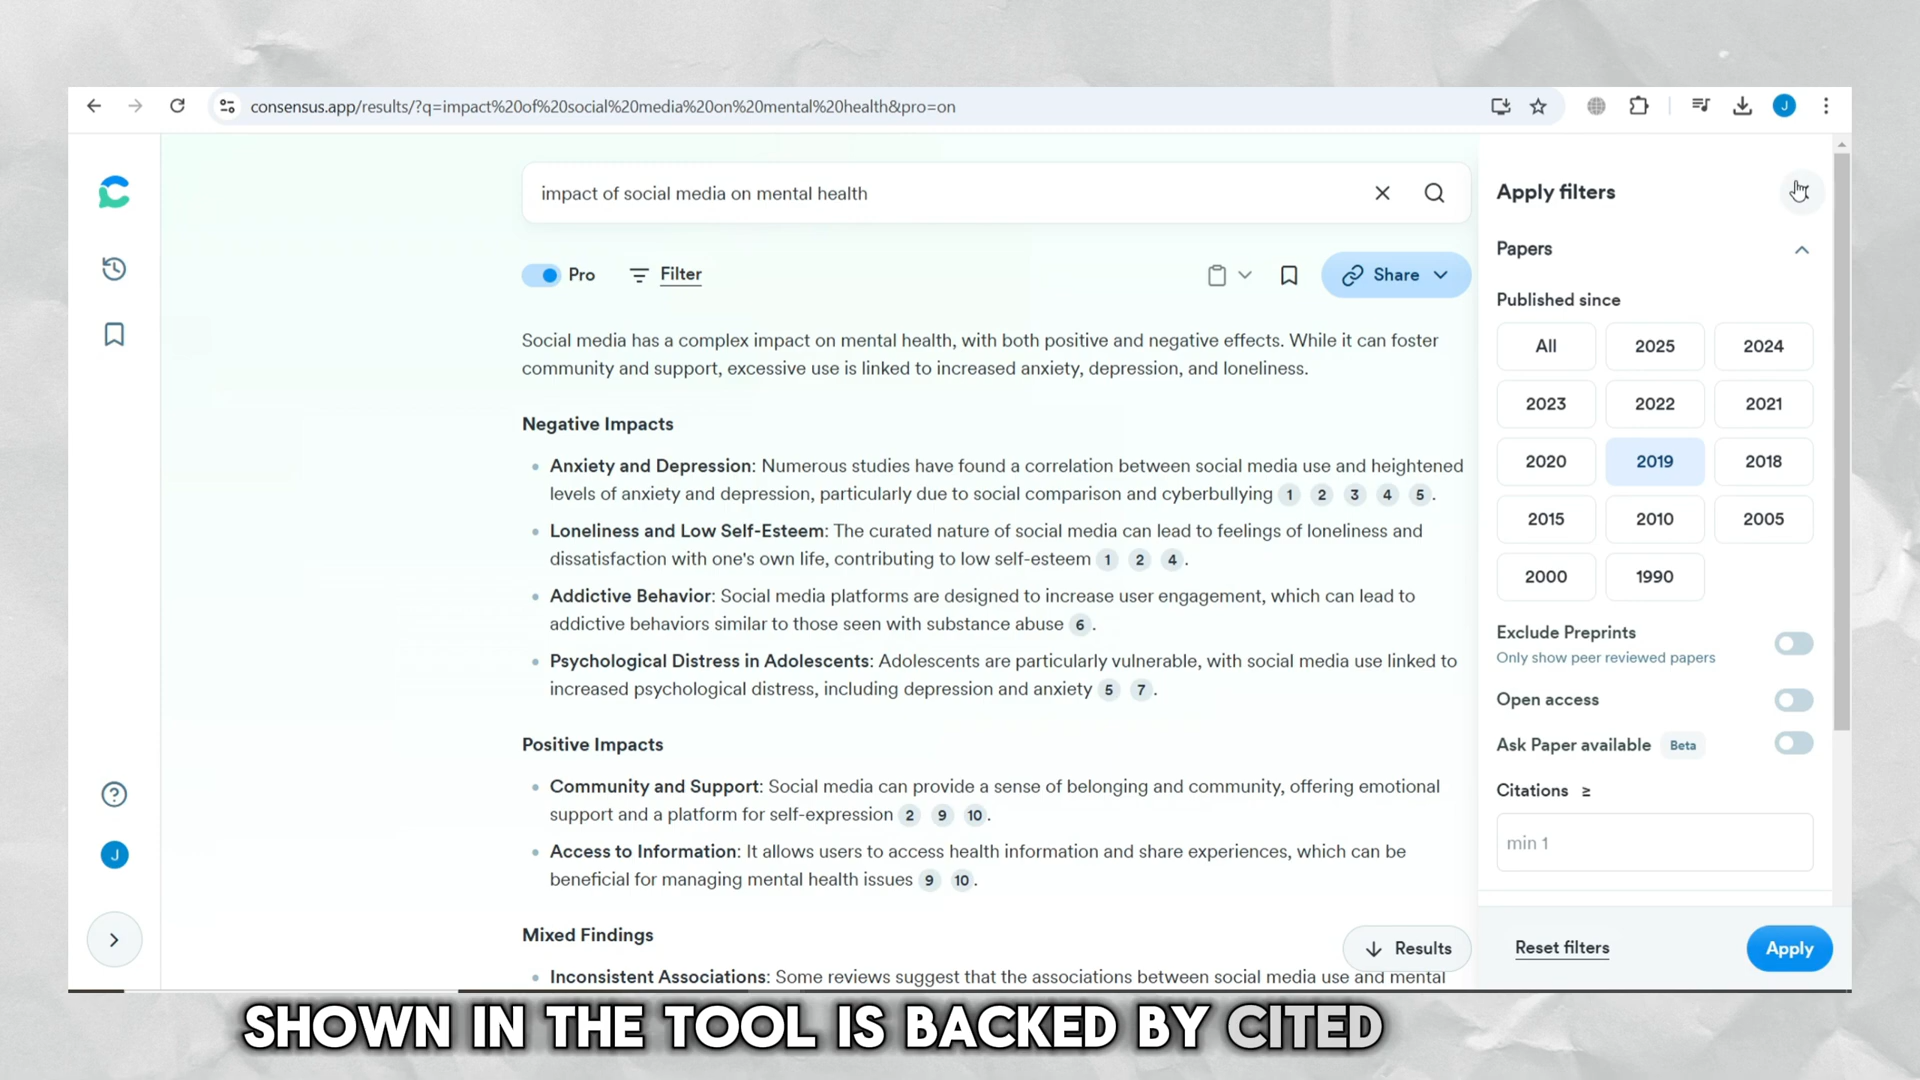 consensus.app/results/?q=impact%20of%20social%20media%20on%20mental%20health&pro=on
J
impact of social media on mental health
Pro
Filter
Share
Social media has a complex impact on mental health, with both positive and negative effects. While it can foster
community and support, excessive use is linked to increased anxiety, depression, and loneliness.
Negative Impacts
Anxiety and Depression: Numerous studies have found a correlation between social media use and heightened
levels of anxiety and depression, particularly due to social comparison and cyberbullying 1 2 3 4 5 .
Loneliness and Low Self-Esteem: The curated nature of social media can lead to feelings of loneliness and
dissatisfaction with one's own life, contributing to low self-esteem 1 2 4 .
Addictive Behavior: Social media platforms are designed to increase user engagement, which can lead to
addictive behaviors similar to those seen with substance abuse 6 .
Psychological Distress in Adolescents: Adolescents are particularly vulnerable, with social media use linked to
increased psychological distress, including depression and anxiety 5 7 .
Positive Impacts
Community and Support: Social media can provide a sense of belonging and community, offering emotional
support and a platform for self-expression 2 9 10 .
Access to Information: It allows users to access health information and share experiences, which can be
beneficial for managing mental health issues 9 10 .
Mixed Findings
Inconsistent Associations: Some reviews suggest that the associations between social media use and mental
Results
J
Apply filters
Papers
Published since
All 2025 2024
2023 2022 2021
2020 2019 2018
2015 2010 2005
2000 1990
Exclude Preprints
Only show peer reviewed papers
Open access
Ask Paper available Beta
Citations ≥
min 1
Reset filters
Apply
SHOWN IN THE TOOL IS BACKED BY CITED